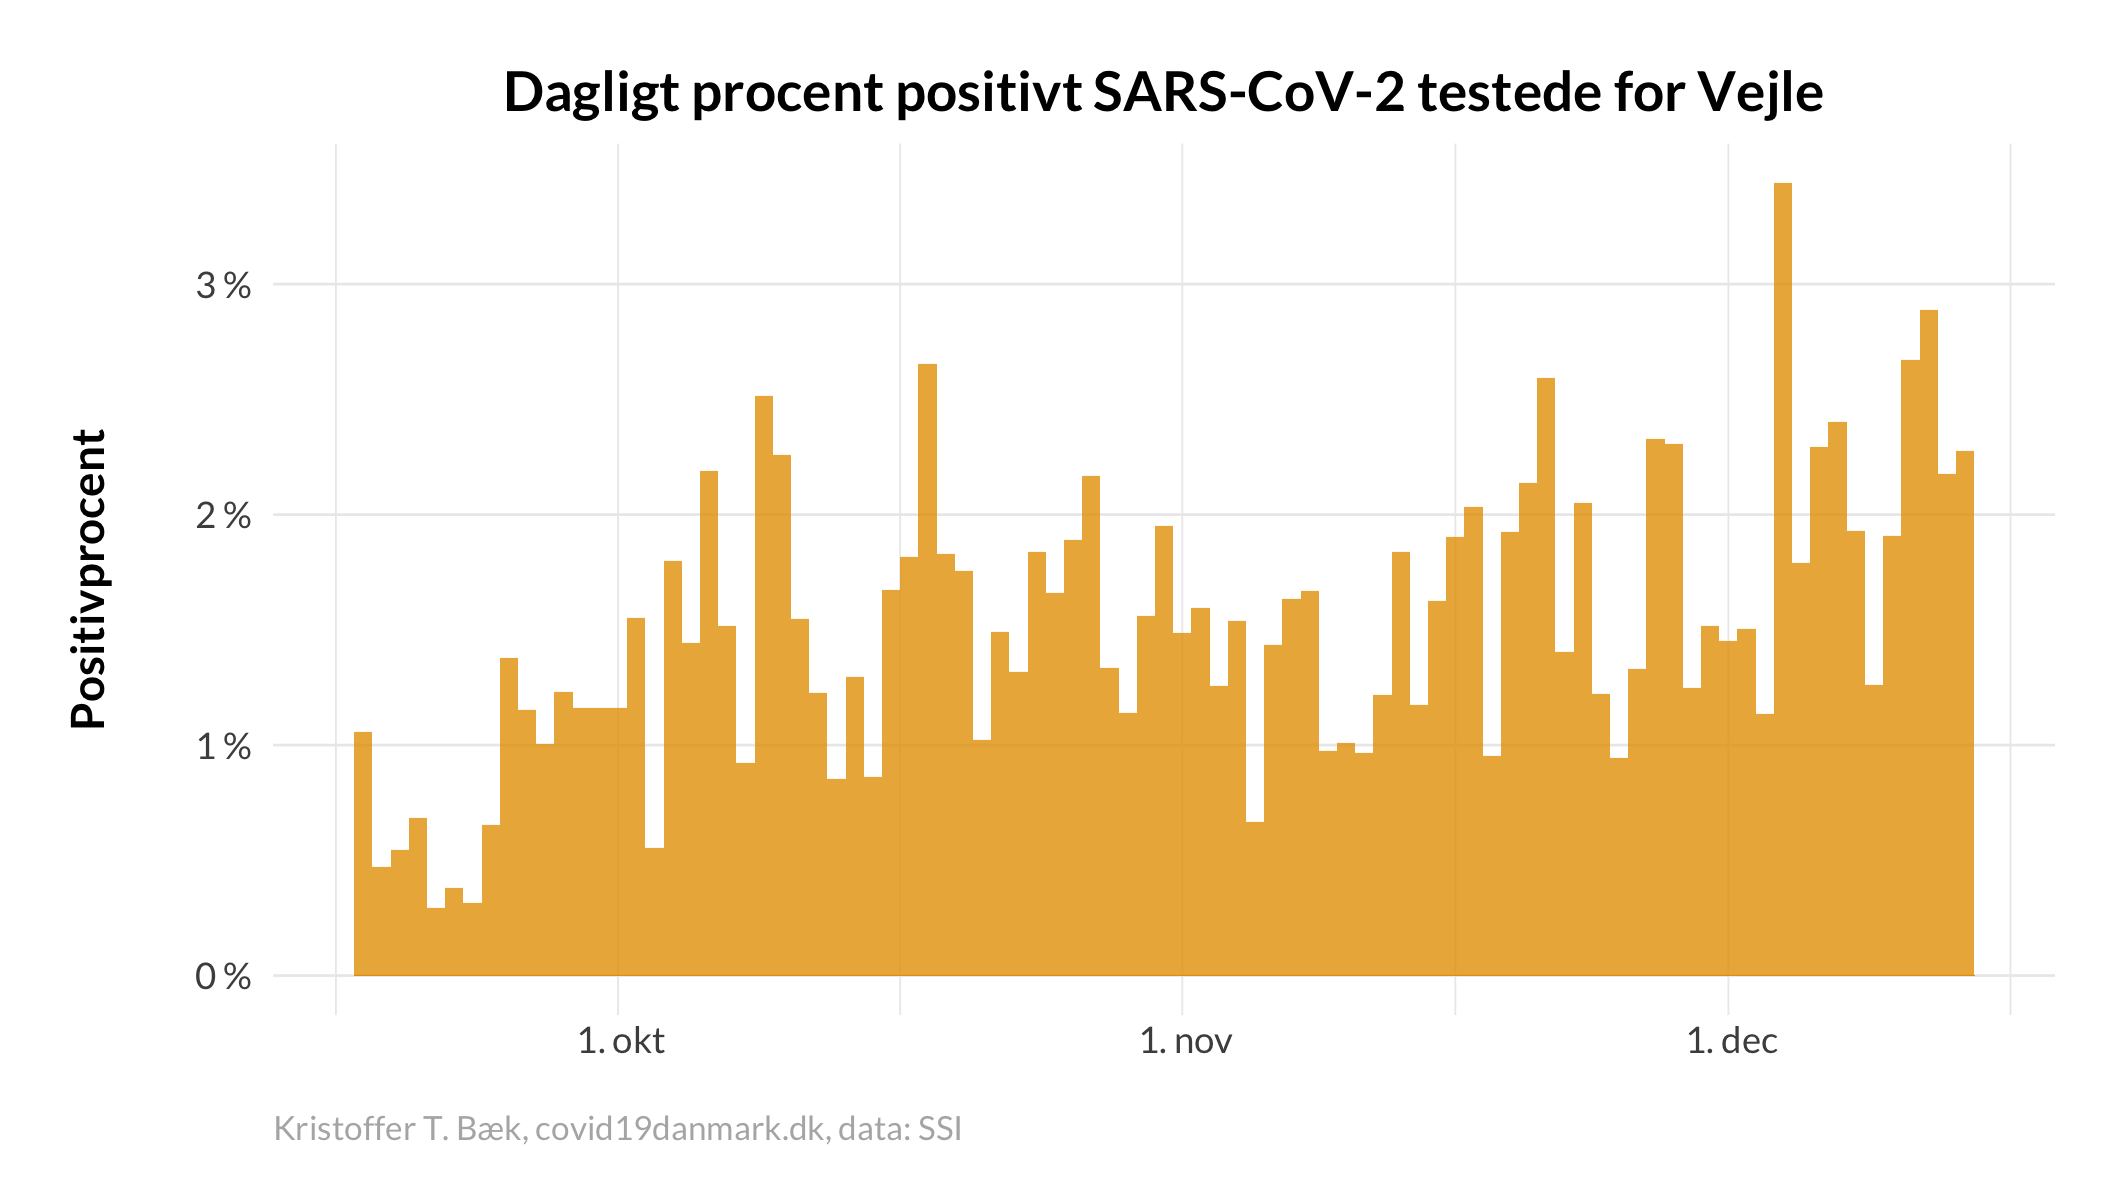 Dagligt procent positivt SARS-CoV-2 testede for Vejle
Positivprocent
3 %
2 %
1 %
0 %
1. okt
1. nov
1. dec
Kristoffer T. Bæk, covid19danmark.dk, data: SSI